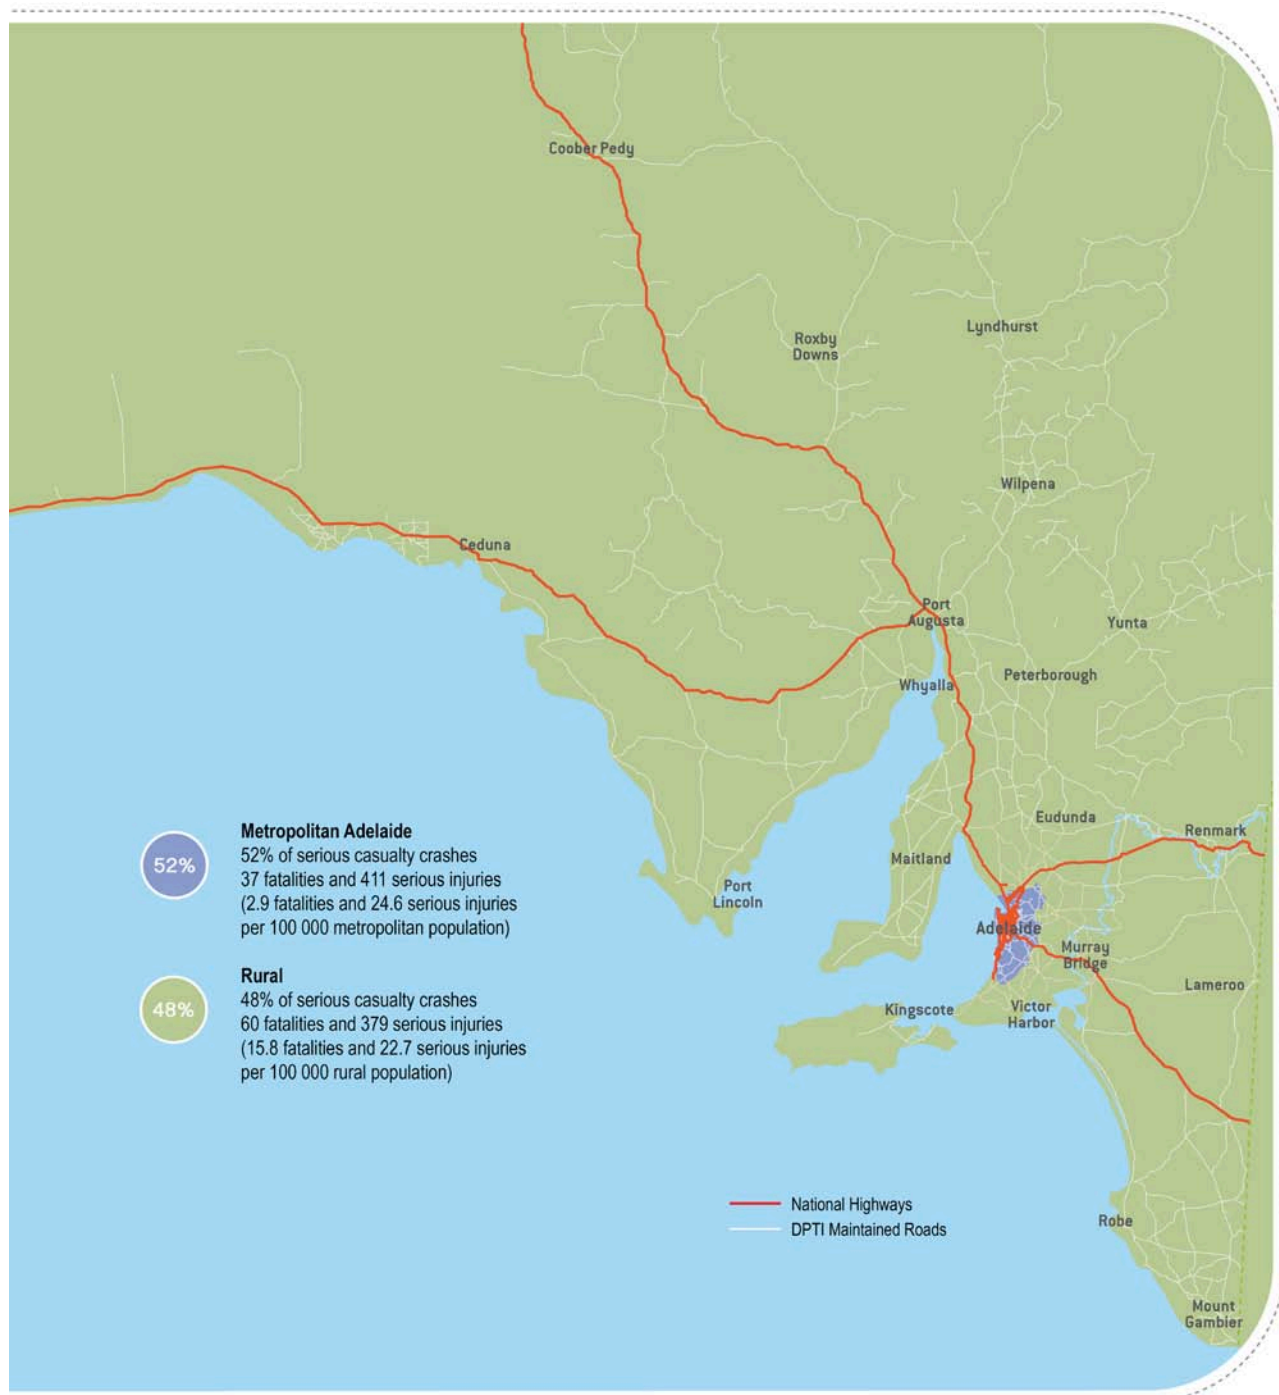 Coober Pedy
Lyndhurst
Roxby
Downs
Wilpena
Ceduna
Port
Augusta
Yunta
Peterborough
Whyalla
Eudunda
Renmark
Maitland
Port
Lincoln
Adelaide
Murray
Bridge
Lameroo
Kingscote
Victor
Harbor
Robe
Mount
Gambier
52%
Metropolitan Adelaide
52% of serious casualty crashes
37 fatalities and 411 serious injuries
(2.9 fatalities and 24.6 serious injuries
per 100 000 metropolitan population)
48%
Rural
48% of serious casualty crashes
60 fatalities and 379 serious injuries
(15.8 fatalities and 22.7 serious injuries
per 100 000 rural population)
National Highways
DPTI Maintained Roads